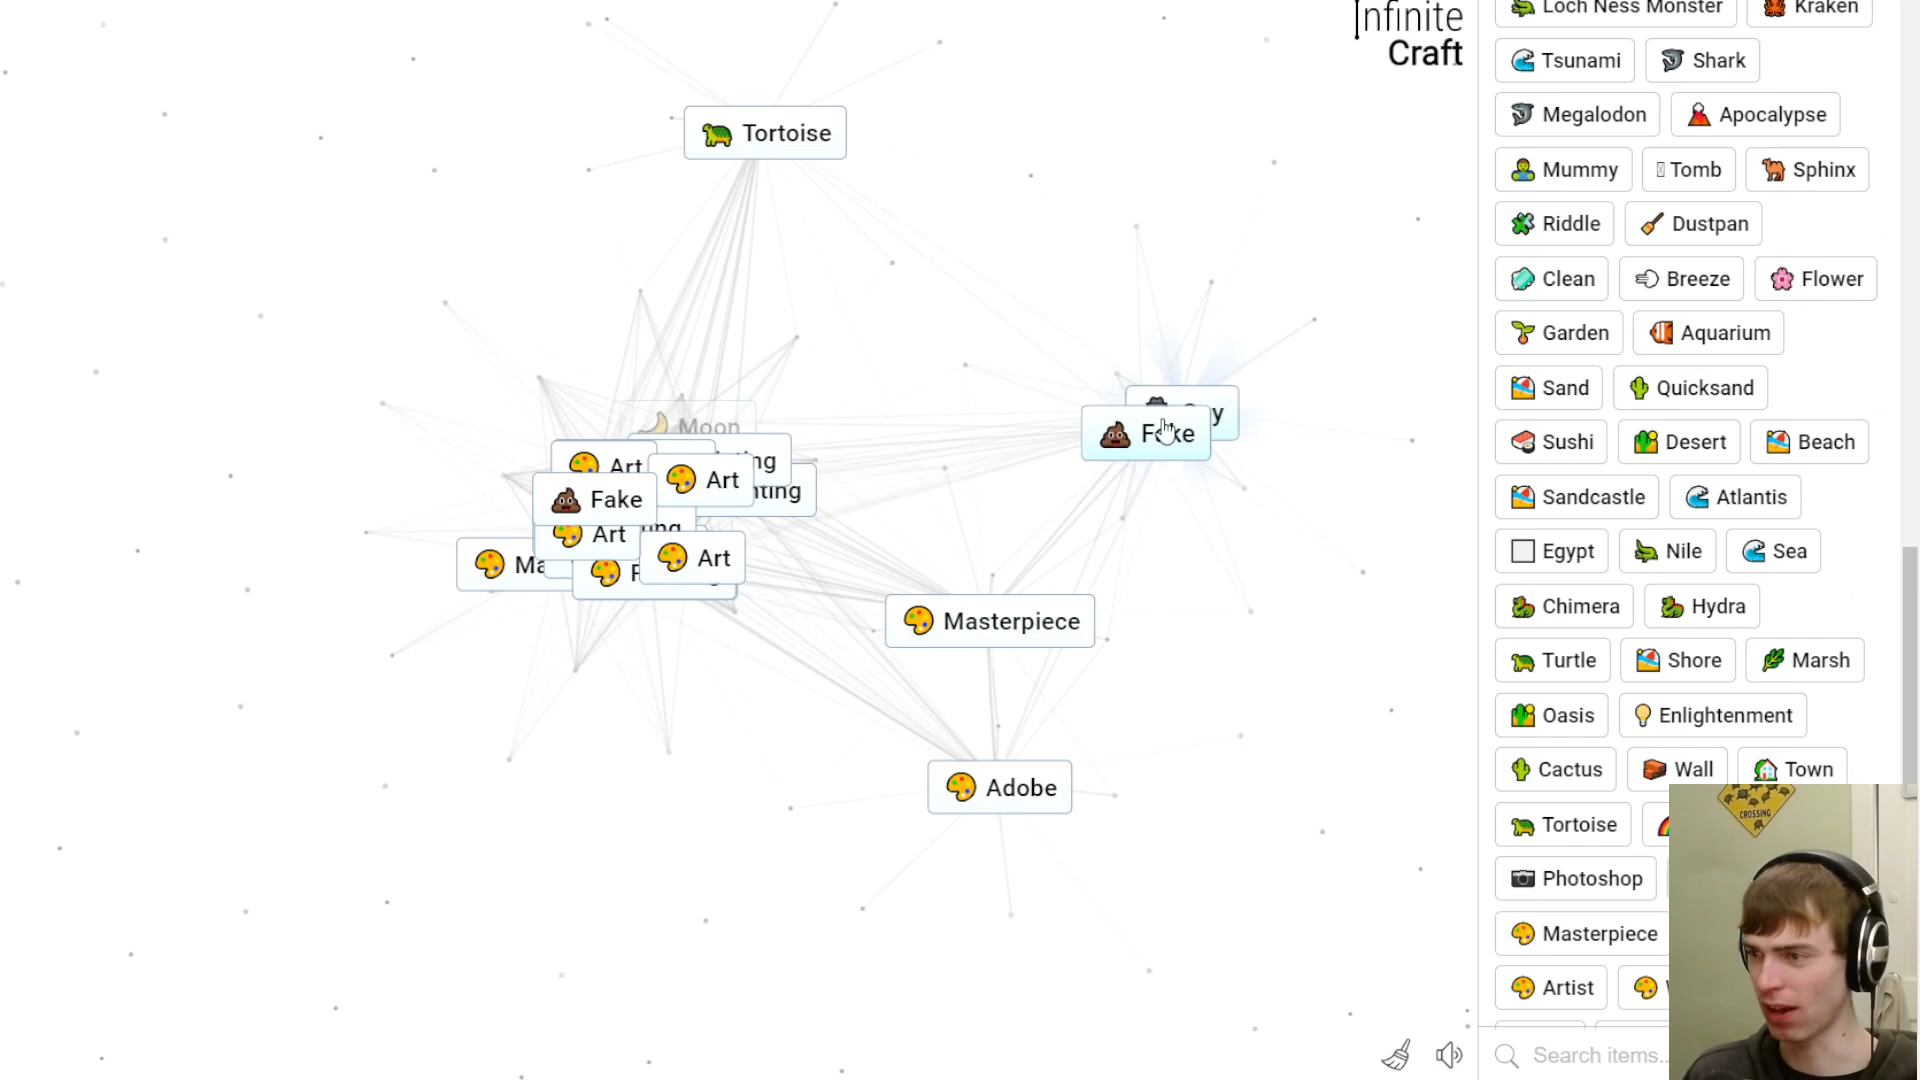 Infinite
Craft
Loch Ness Monster
Kraken
Tsunami
Shark
Megalodon
Apocalypse
Mummy
Tomb
Sphinx
Riddle
Dustpan
Clean
Breeze
Flower
Garden
Aquarium
Sand
Quicksand
Sushi
Desert
Beach
Sandcastle
Atlantis
Egypt
Nile
Sea
Chimera
Hydra
Turtle
Shore
Marsh
Oasis
Enlightenment
Cactus
Wall
Town
Tortoise
Photoshop
Masterpiece
Artist
Search items..
Tortoise
Moon
Art
Art
Fake
Art
Art
Fake
Masterpiece
Adobe
CROSSING